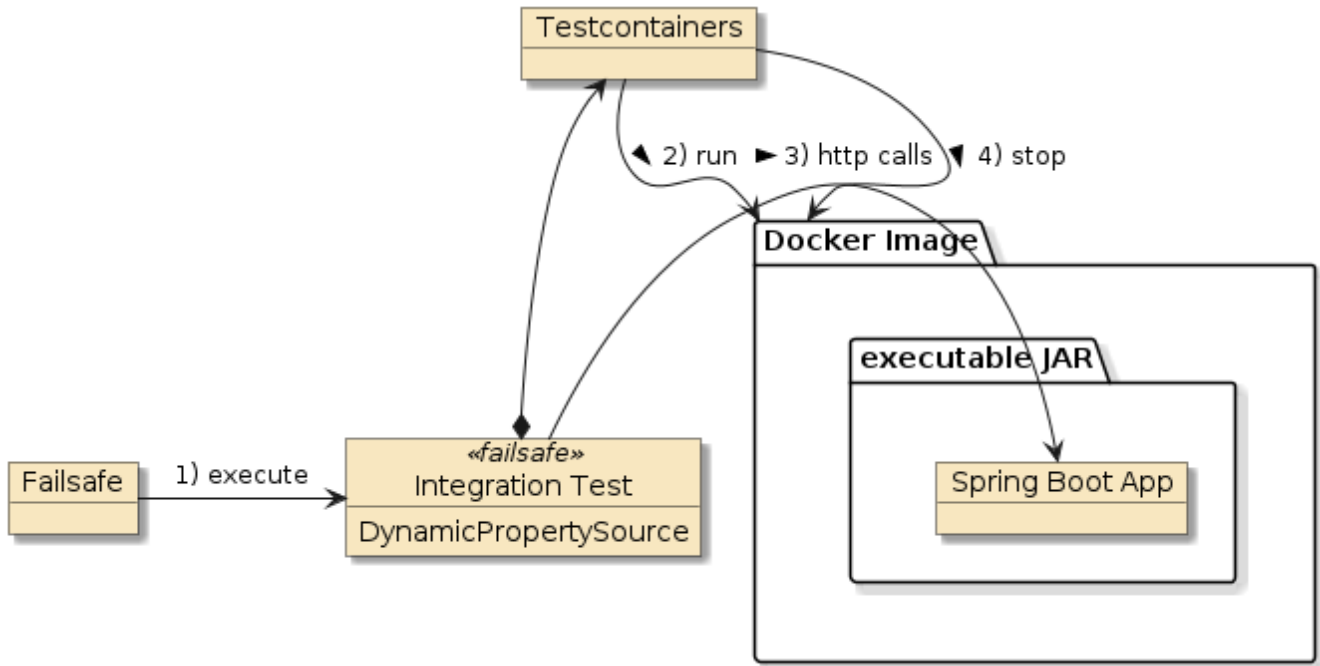 Testcontainers
2) run
3) http calls
4) stop
Docker Image
executable JAR
Failsafe
1) execute
«failsafe»
Integration Test
DynamicPropertySource
Spring Boot App